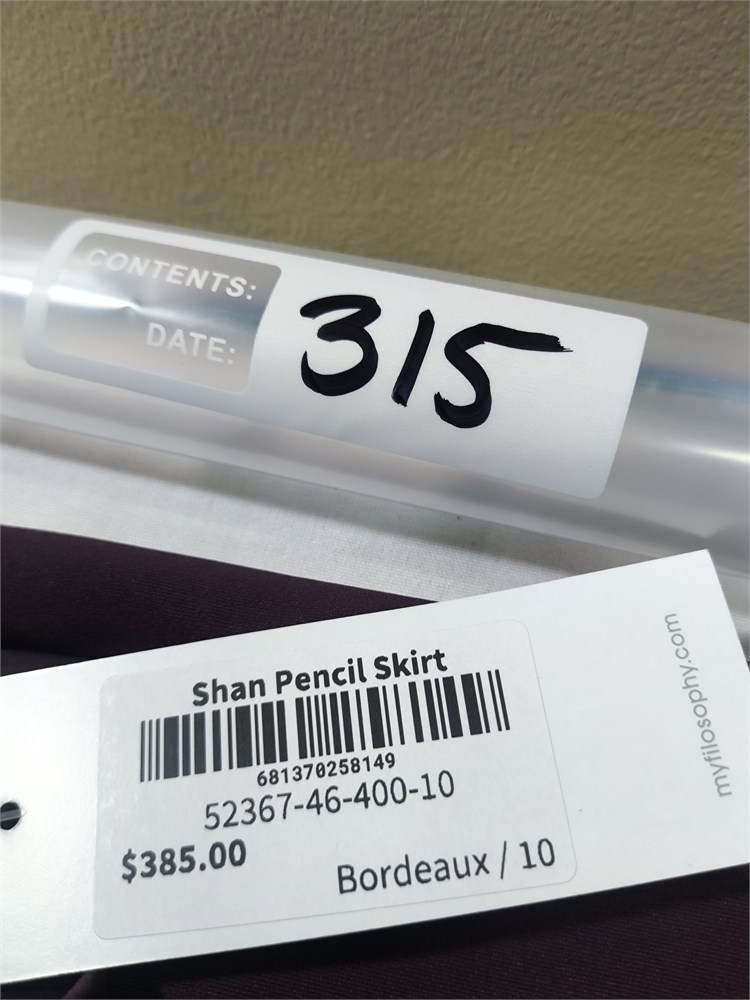 CONTENTS:
DATE:
315
Shan Pencil Skirt
681370258149
52367-46-400-10
$385.00
Bordeaux / 10
myfilosophy.com